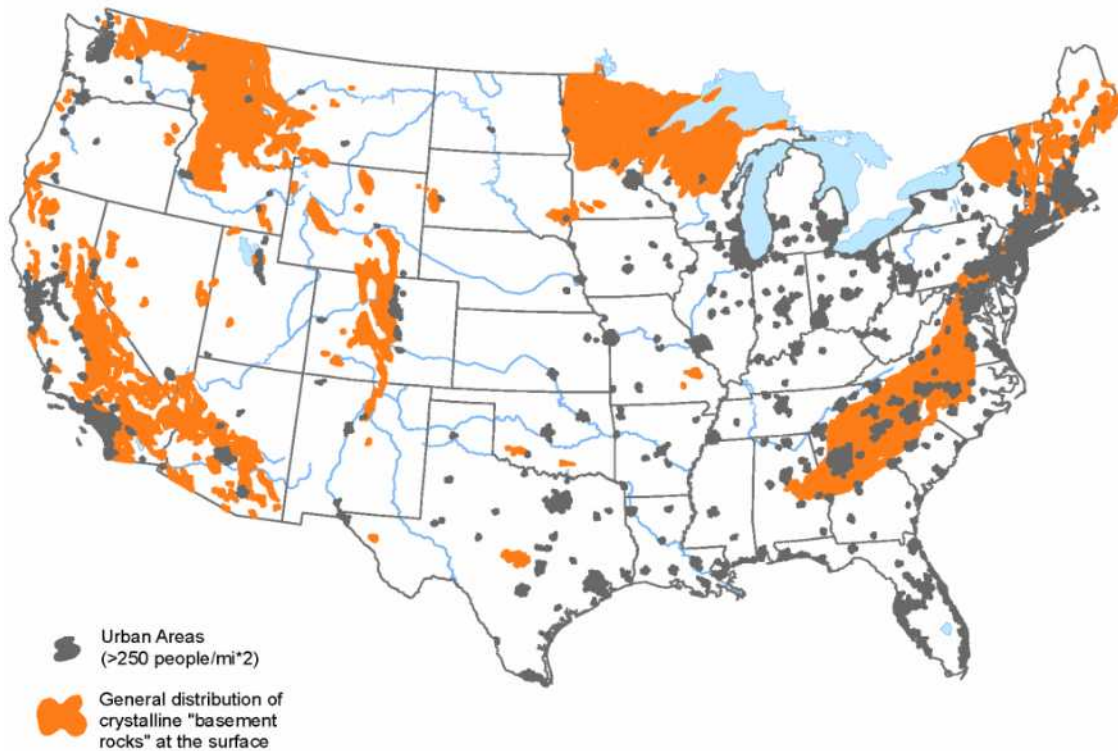 Urban Areas
(>250 people/mi*2)
General distribution of
crystalline "basement
rocks" at the surface